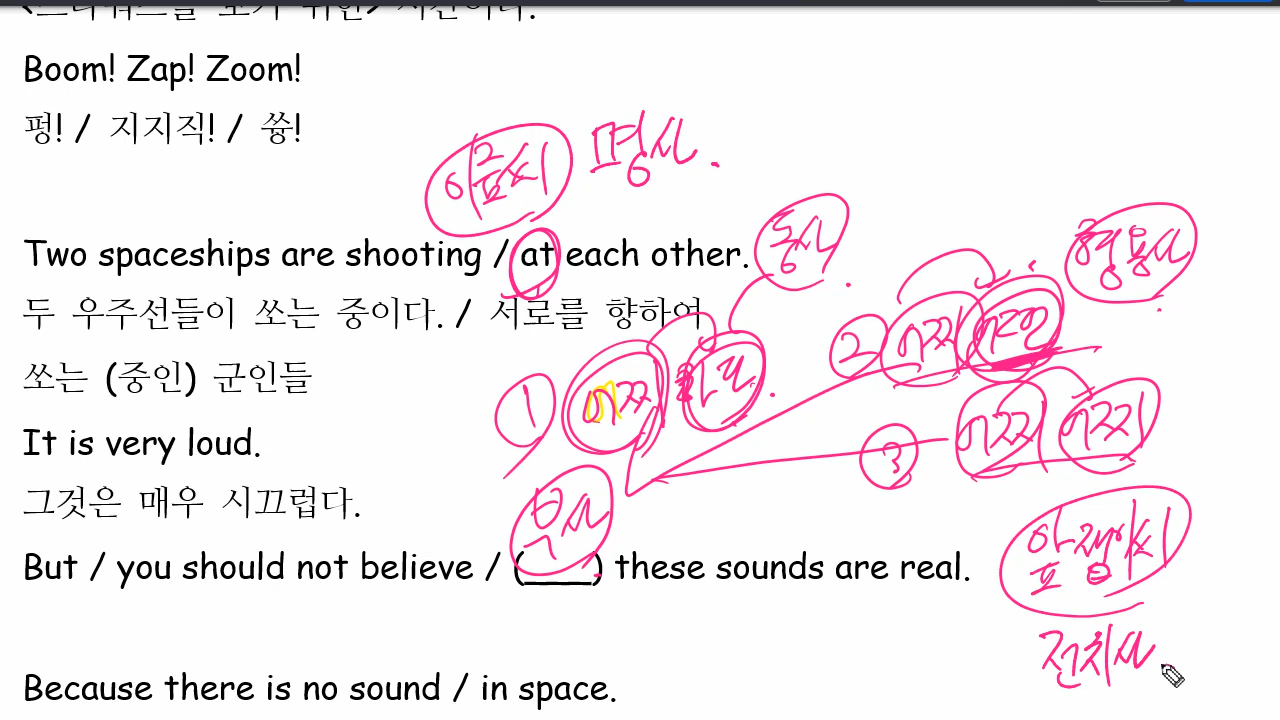 Boom! Zap! Zoom!
펑! / 지지직! / 쓩!
이름씨 명사.
Two spaceships are shooting / at each other.
동사.
형용사
두 우주선들이 쏘는 중이다. / 서로를 향하여
쏘는 (중인) 군인들
① 어찌
② 어찌
③ 어찌 어찌
It is very loud.
그것은 매우 시끄럽다.
부사
But / you should not believe / (____) these sounds are real.
전치사
Because there is no sound / in space.